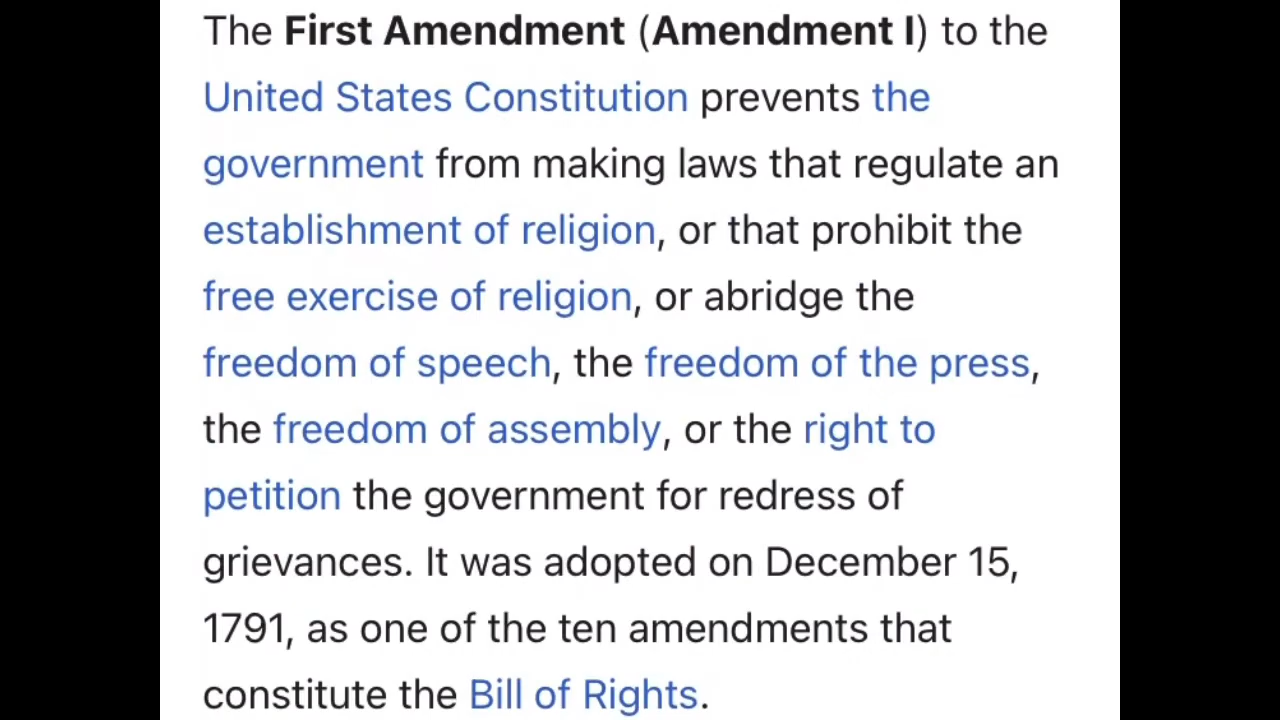 The First Amendment (Amendment I) to the
United States Constitution prevents the
government from making laws that regulate an
establishment of religion, or that prohibit the
free exercise of religion, or abridge the
freedom of speech, the freedom of the press,
the freedom of assembly, or the right to
petition the government for redress of
grievances. It was adopted on December 15,
1791, as one of the ten amendments that
constitute the Bill of Rights.